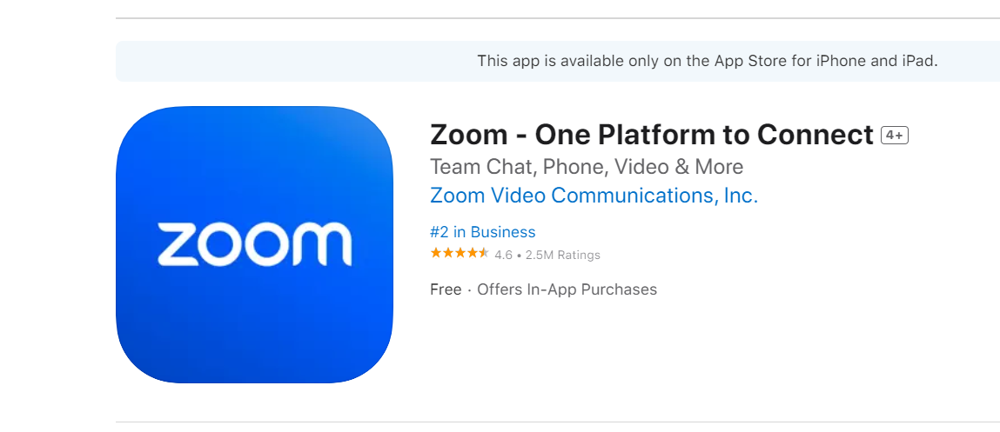 This app is available only on the App Store for iPhone and iPad.
zoom
Zoom - One Platform to Connect 4+
Team Chat, Phone, Video & More
Zoom Video Communications, Inc.
#2 in Business
4.6 • 2.5M Ratings
Free · Offers In-App Purchases